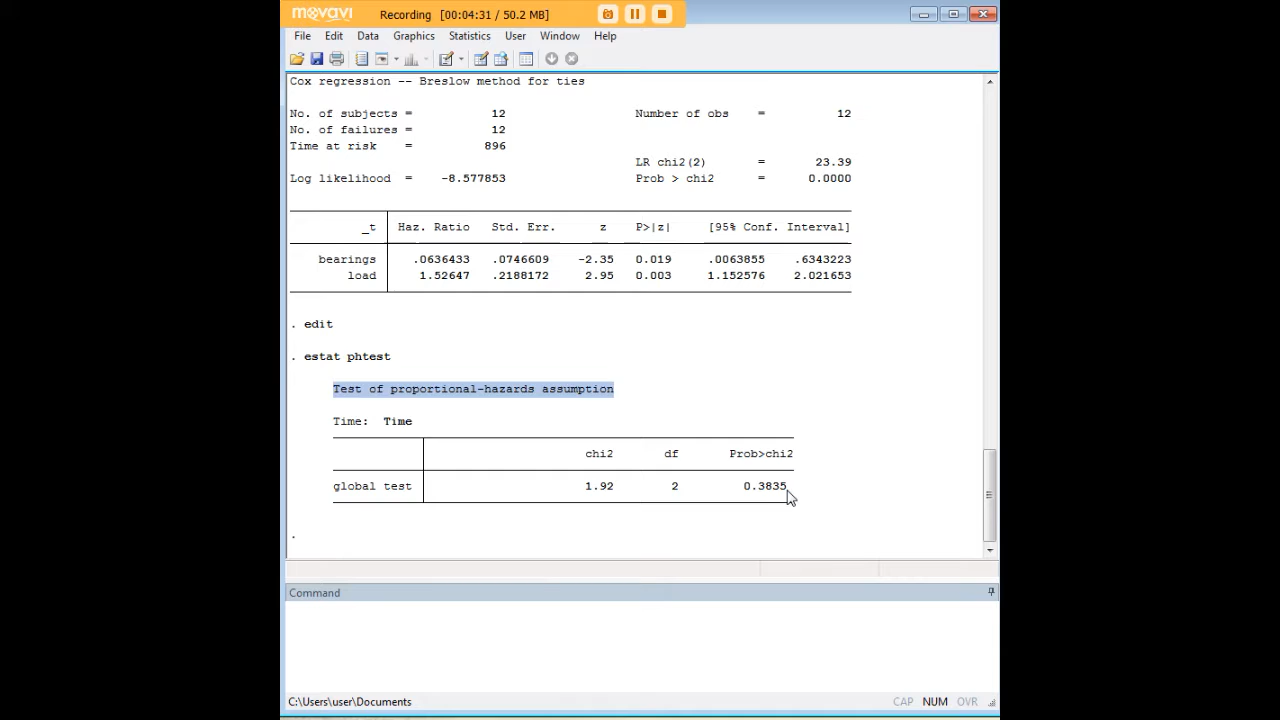 movavi Recording [00:04:31 / 50.2 MB]
File Edit Data Graphics Statistics User Window Help
Cox regression -- Breslow method for ties
No. of subjects = 12 Number of obs = 12
No. of failures = 12
Time at risk = 896
LR chi2(2) = 23.39
Log likelihood = -8.577853 Prob > chi2 = 0.0000
_t Haz. Ratio Std. Err. z P>|z| [95% Conf. Interval]
bearings .0636433 .0746609 -2.35 0.019 .0063855 .6343223
load 1.52647 .2188172 2.95 0.003 1.152576 2.021653
. edit
. estat phtest
Test of proportional-hazards assumption
Time: Time
chi2 df Prob>chi2
global test 1.92 2 0.3835
.
Command
C:\Users\user\Documents CAP NUM OVR